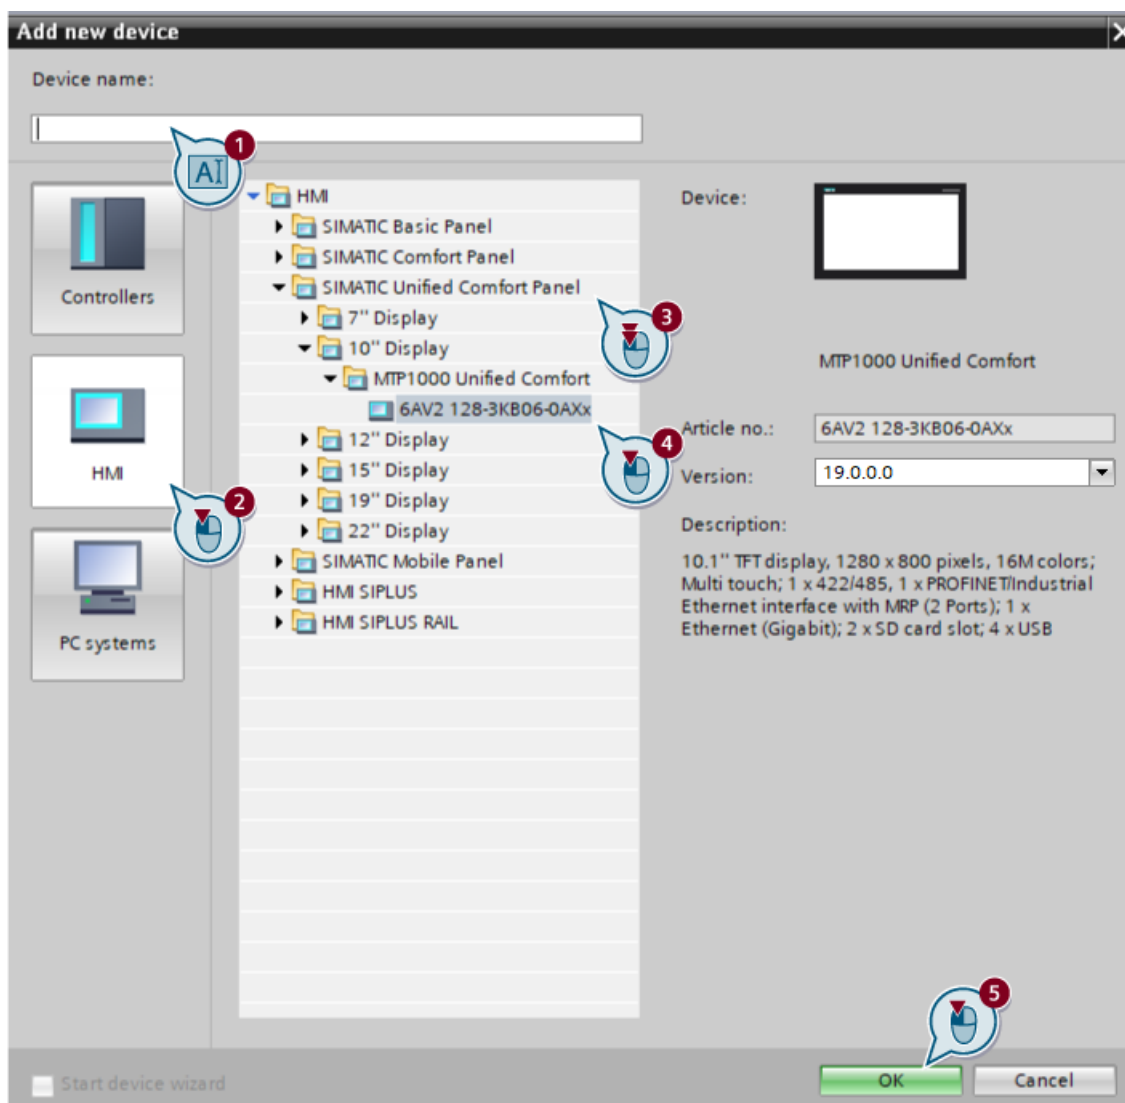 Add new device
Device name:
1
AI
Controllers
HMI
2
PC systems
HMI
SIMATIC Basic Panel
SIMATIC Comfort Panel
SIMATIC Unified Comfort Panel
3
7" Display
10" Display
MTP1000 Unified Comfort
6AV2 128-3KB06-0AXx
4
12" Display
15" Display
19" Display
22" Display
SIMATIC Mobile Panel
HMI SIPLUS
HMI SIPLUS RAIL
Device:
MTP1000 Unified Comfort
Article no.: 6AV2 128-3KB06-0AXx
Version: 19.0.0.0
Description:
10.1" TFT display, 1280 x 800 pixels, 16M colors;
Multi touch; 1 x 422/485, 1 x PROFINET/Industrial
Ethernet interface with MRP (2 Ports); 1 x
Ethernet (Gigabit); 2 x SD card slot; 4 x USB
5
Start device wizard
OK
Cancel